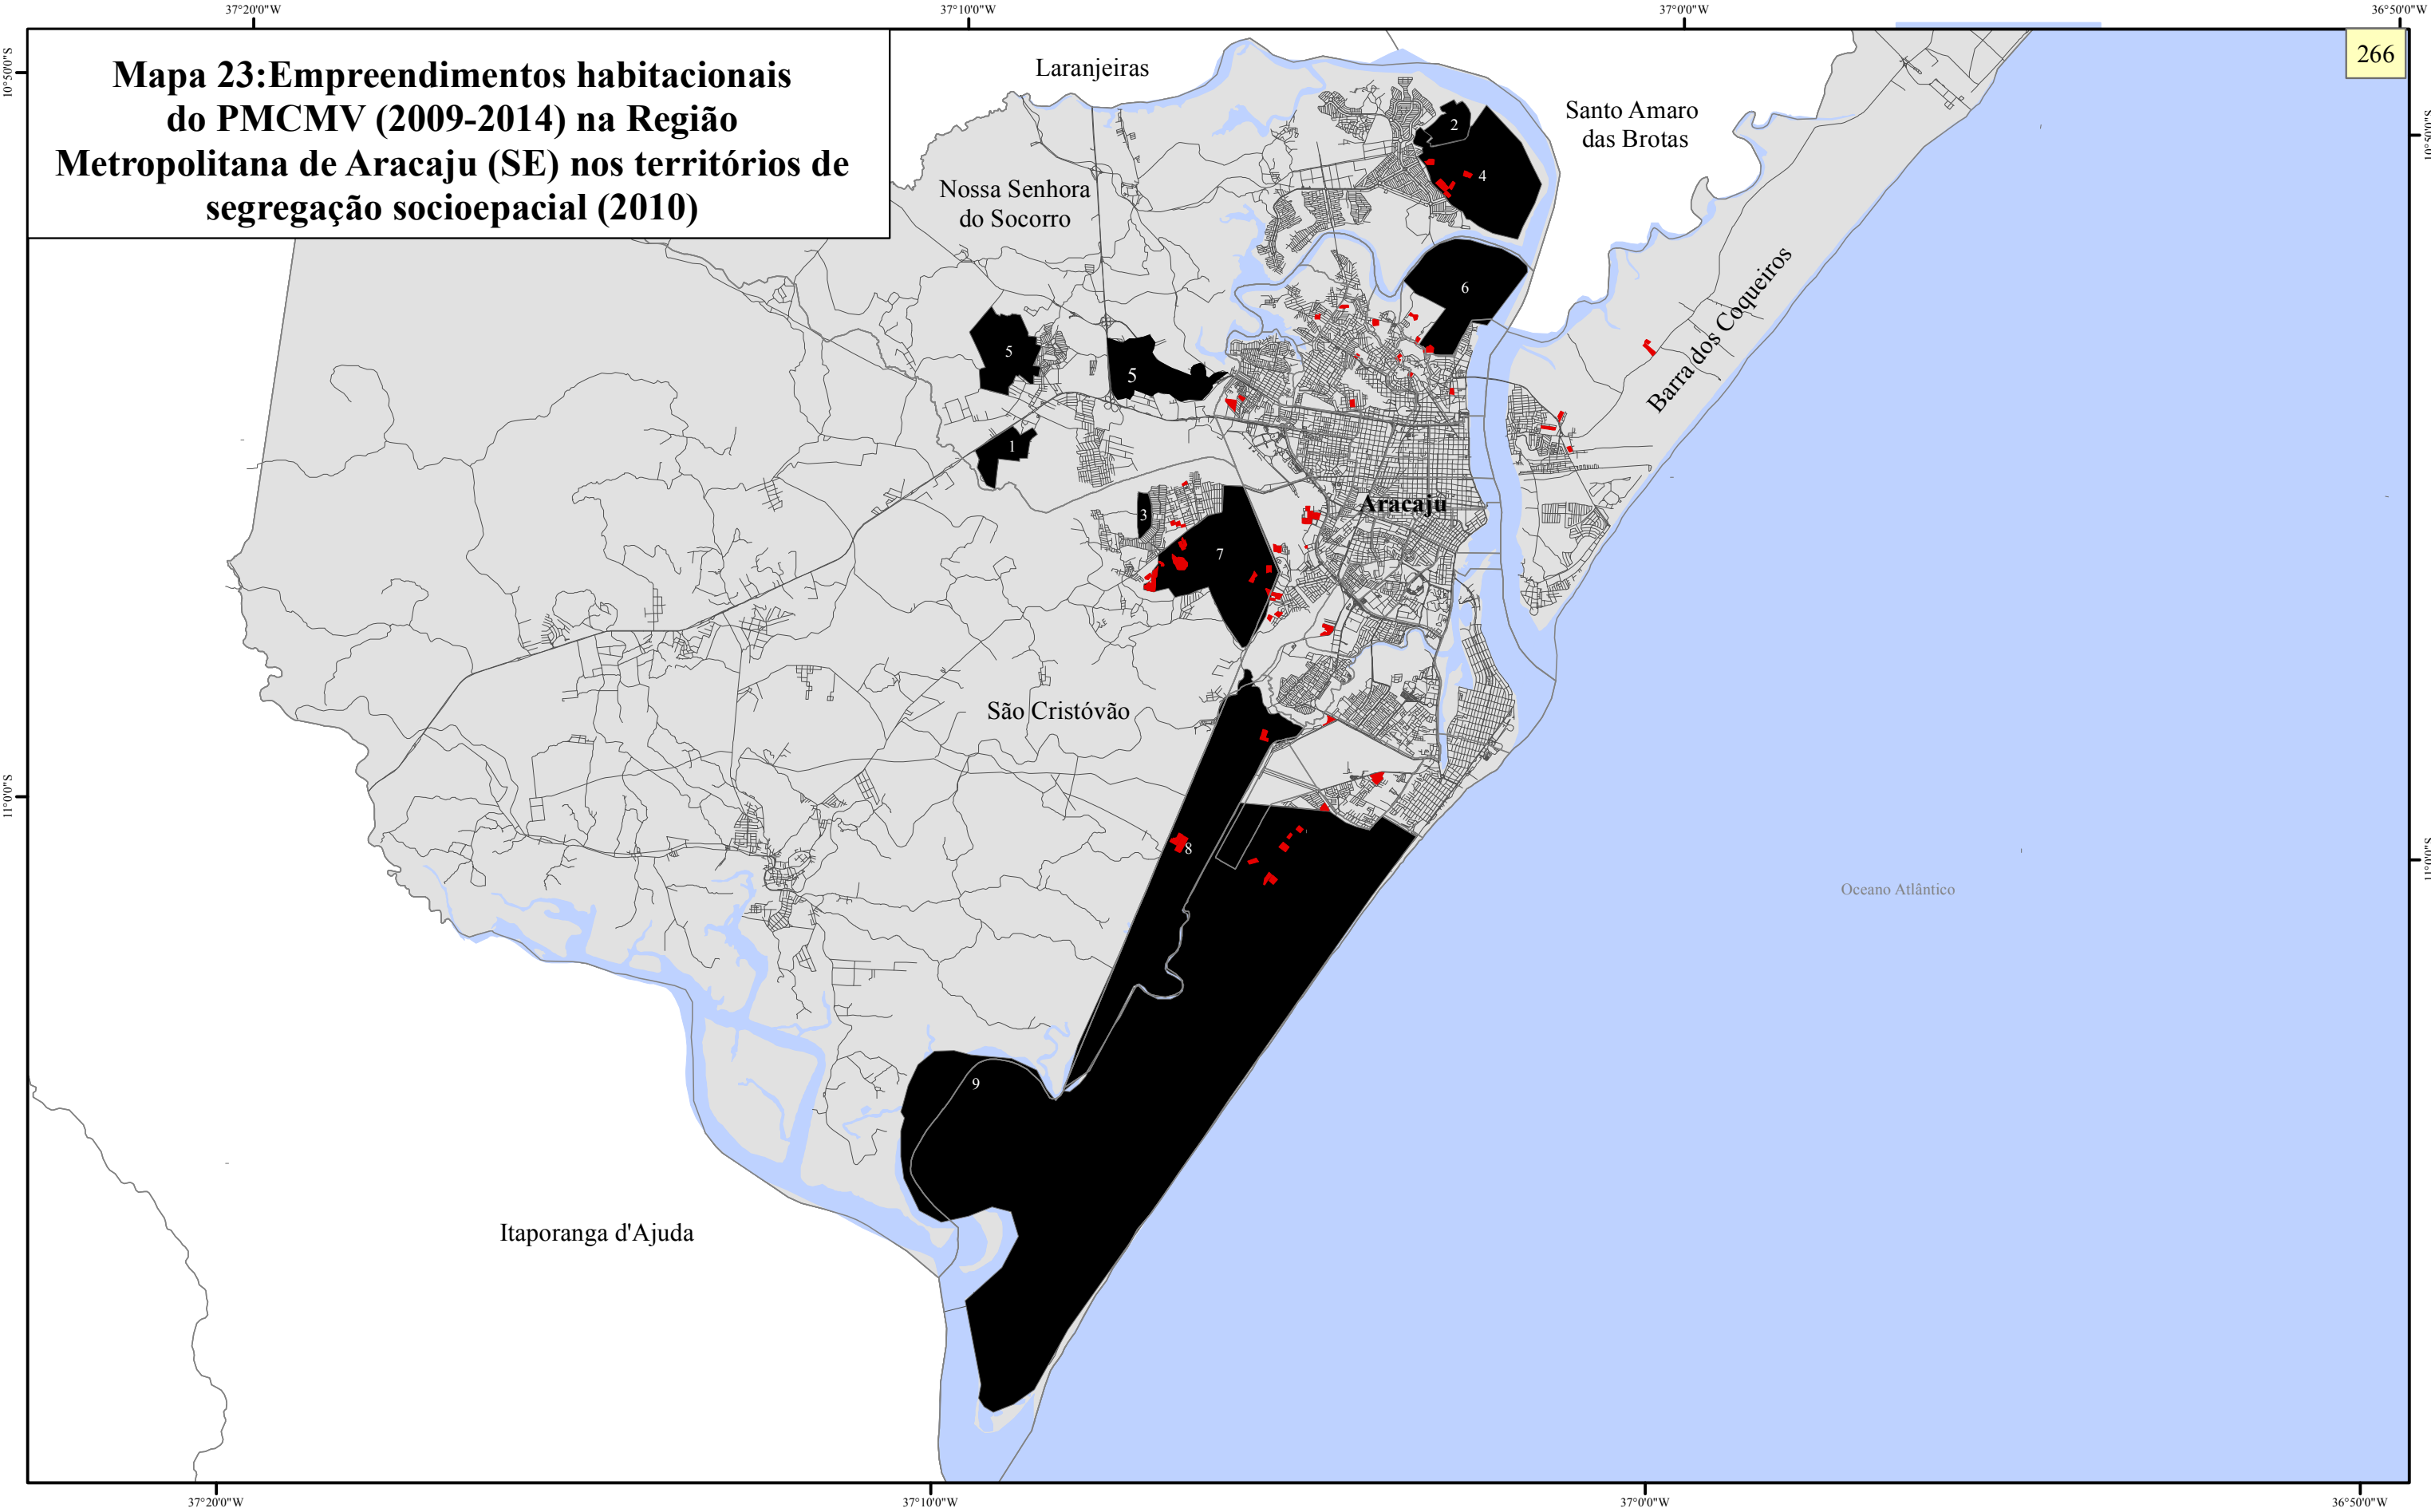 37°20'0"W
37°10'0"W
37°0'0"W
36°50'0"W
266
Mapa 23:Empreendimentos habitacionais
do PMCMV (2009-2014) na Região
Metropolitana de Aracaju (SE) nos territórios de
segregação socioepacial (2010)
10°50'0"S
Laranjeiras
Santo Amaro
das Brotas
2
4
Nossa Senhora
do Socorro
6
Barra dos Coqueiros
5
5
1
Aracaju
3
7
São Cristóvão
11°0'0"S
8
Oceano Atlântico
9
Itaporanga d'Ajuda
37°20'0"W
37°10'0"W
37°0'0"W
36°50'0"W